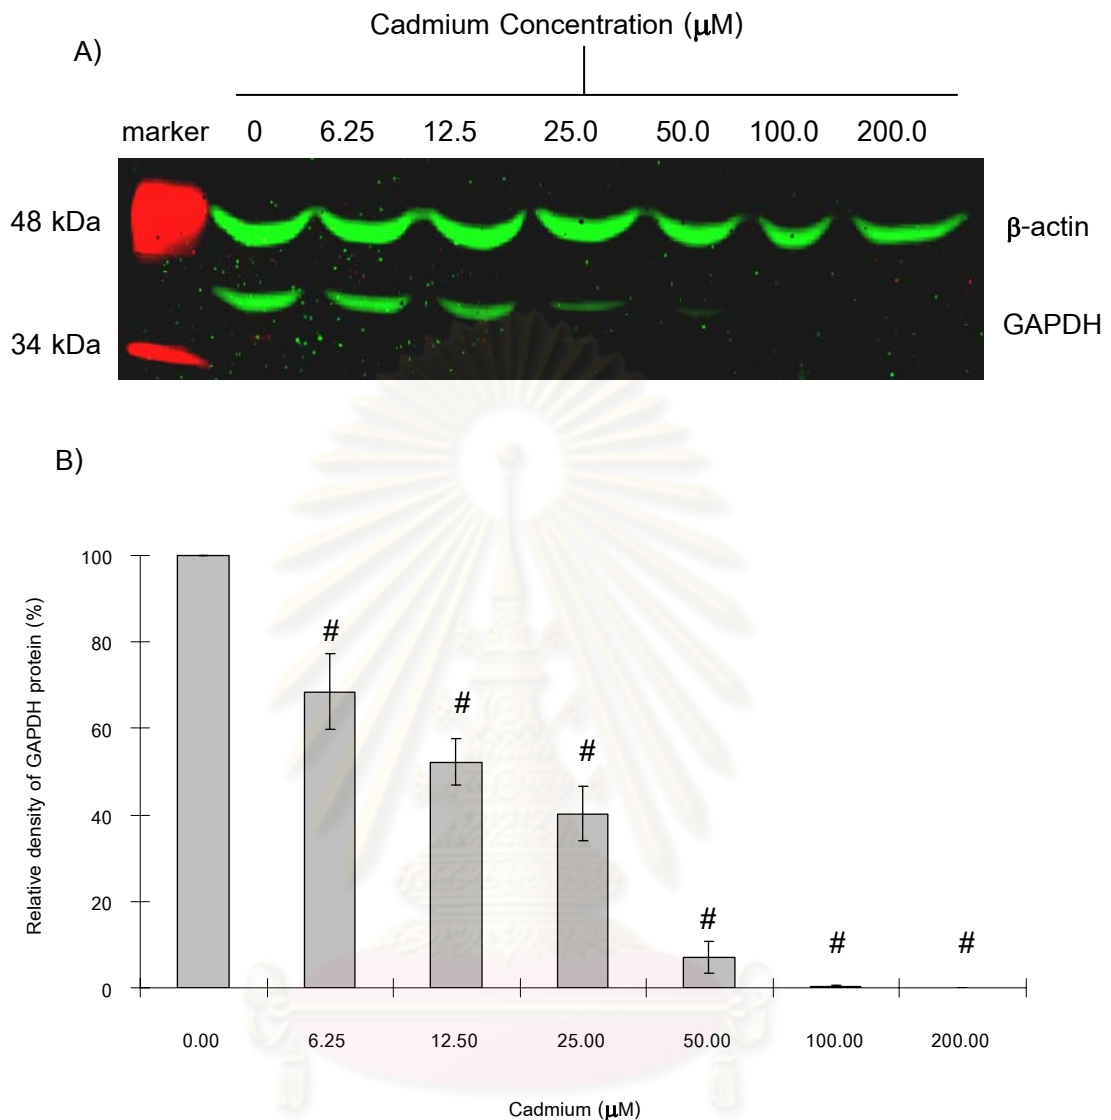 Cadmium Concentration (μM)
A)
marker 0 6.25 12.5 25.0 50.0 100.0 200.0
48 kDa
β-actin
GAPDH
34 kDa
B)
Relative density of GAPDH protein (%)
100
80
60
40
20
0
#
#
#
#
#
#
0.00 6.25 12.50 25.00 50.00 100.00 200.00
Cadmium (μM)